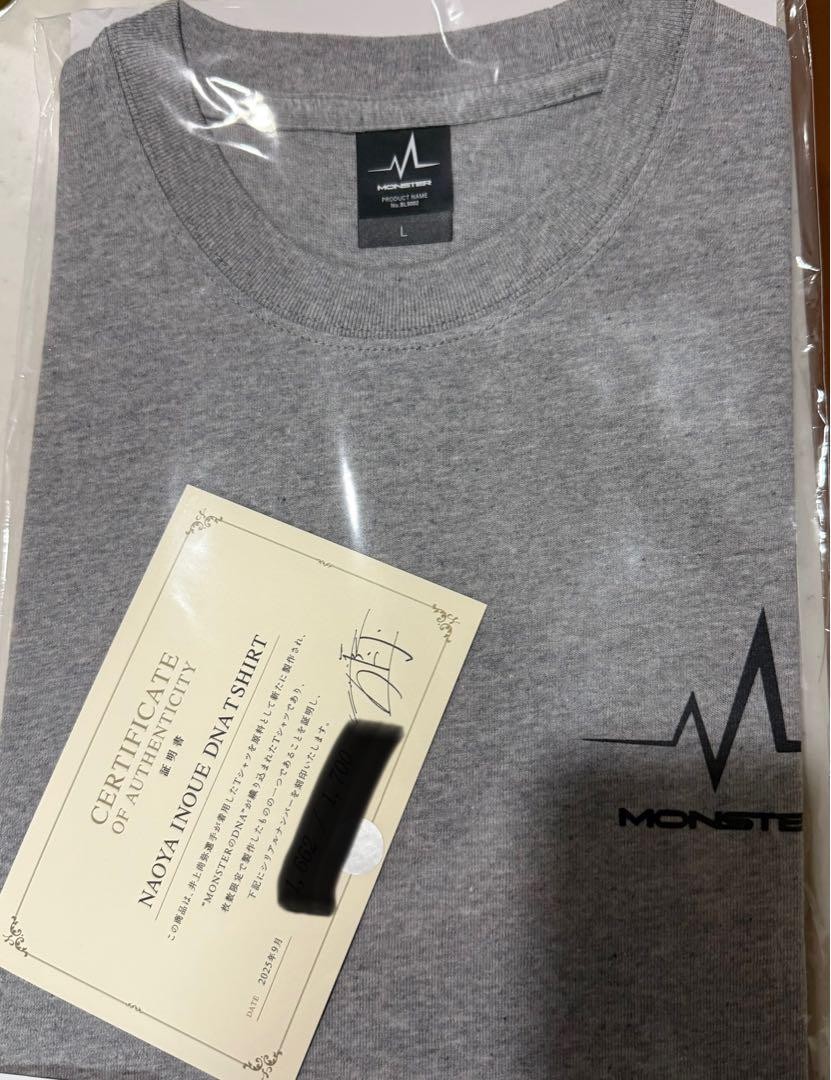 MONSTER
PRODUCT NAME
L
MONSTE
CERTIFICATE
OF AUTHENTICITY
証明書
NAOYA INOUE DNATSHIRT
この商品は、井上尚弥選手が着用したTシャツを原料として新たに製作され、
“MONSTERのDNA”が織り込まれたTシャツであり、
枚数限定で製作したものの一つであることを証明し、
下記にシリアルナンバーを刻印いたします。
DATE 2025年9月